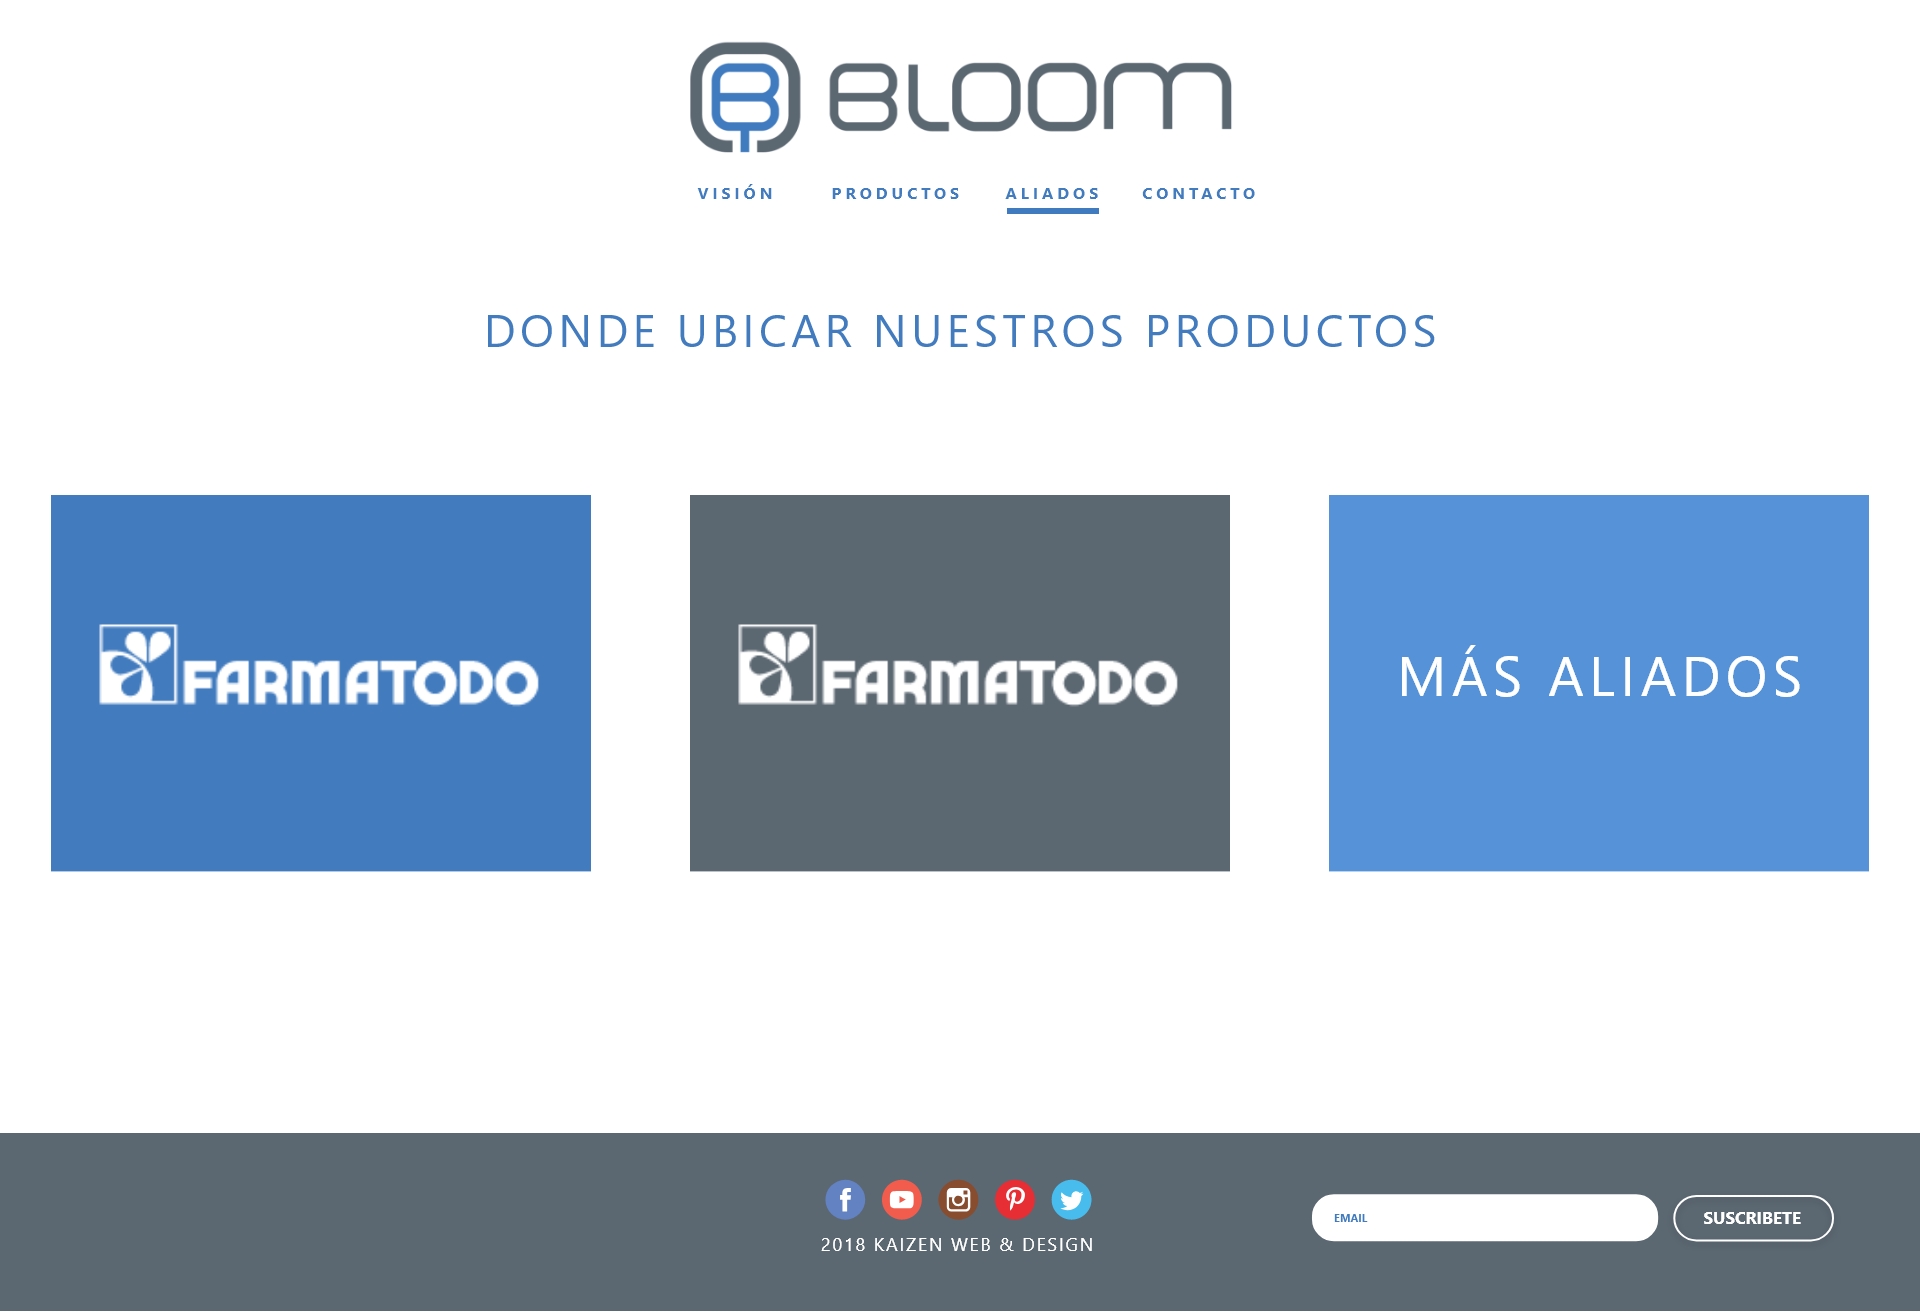 BLOOM
VISIÓN PRODUCTOS ALIADOS CONTACTO
DONDE UBICAR NUESTROS PRODUCTOS
FARMATODO FARMATODO MÁS ALIADOS
2018 KAIZEN WEB & DESIGN
EMAIL SUSCRIBETE